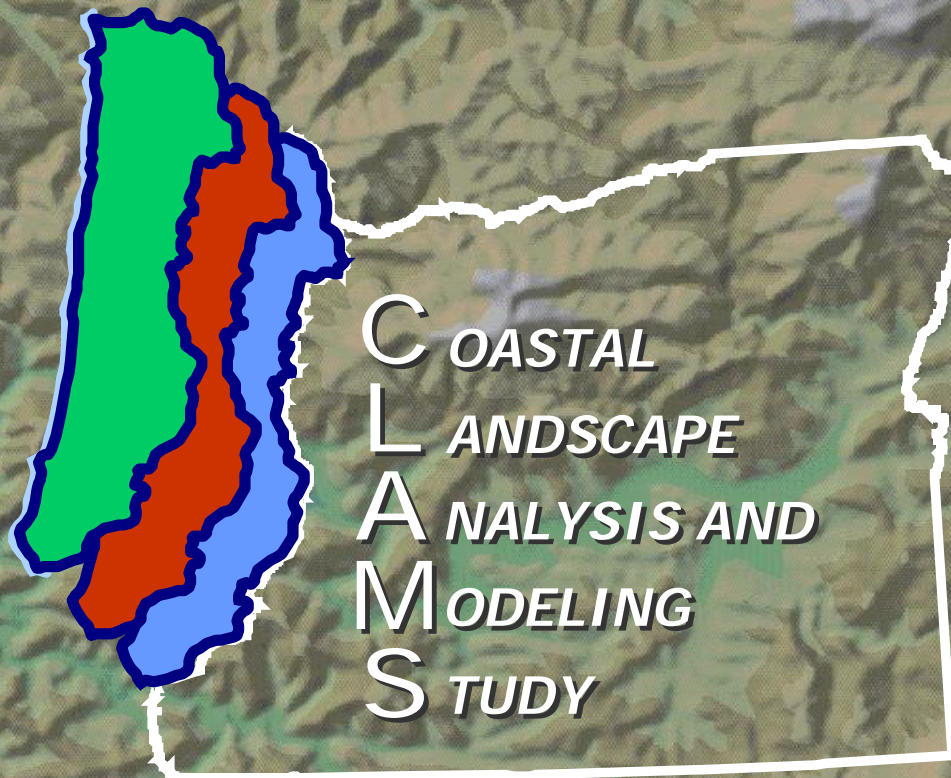 COASTAL
LANDSCAPE
ANALYSIS AND
MODELING
STUDY